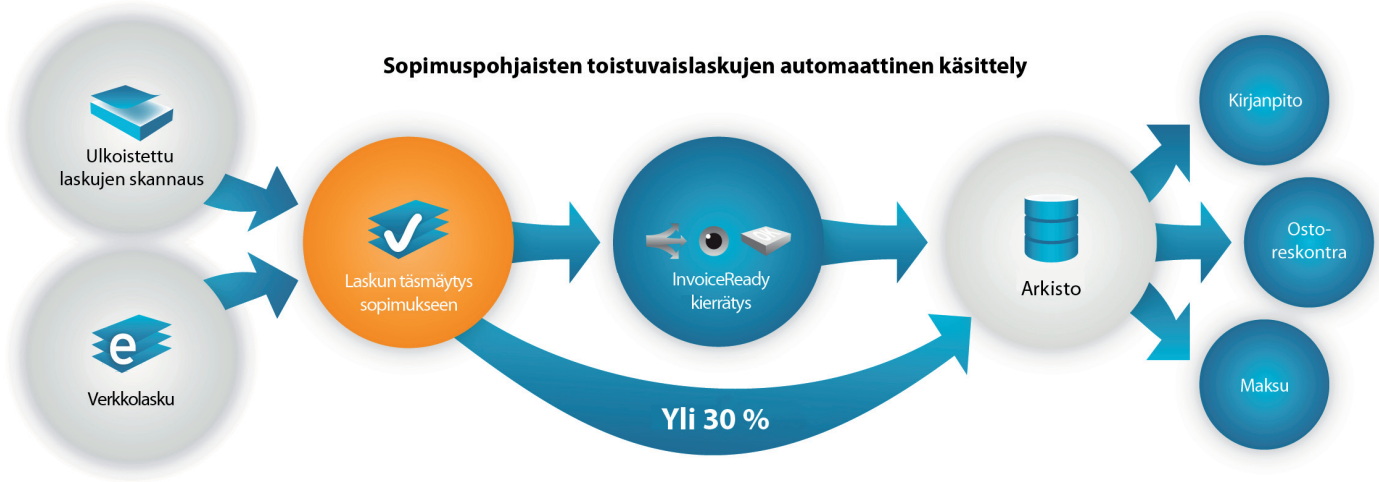 Sopimuspohjaisten toistuvaislaskujen automaattinen käsittely
Ulkoistettu
laskujen skannaus
e
Verkkolasku
Laskun täsmäytys
sopimukseen
OK
InvoiceReady
kierrätys
Yli 30 %
Arkisto
Kirjanpito
Osto-
reskontra
Maksu